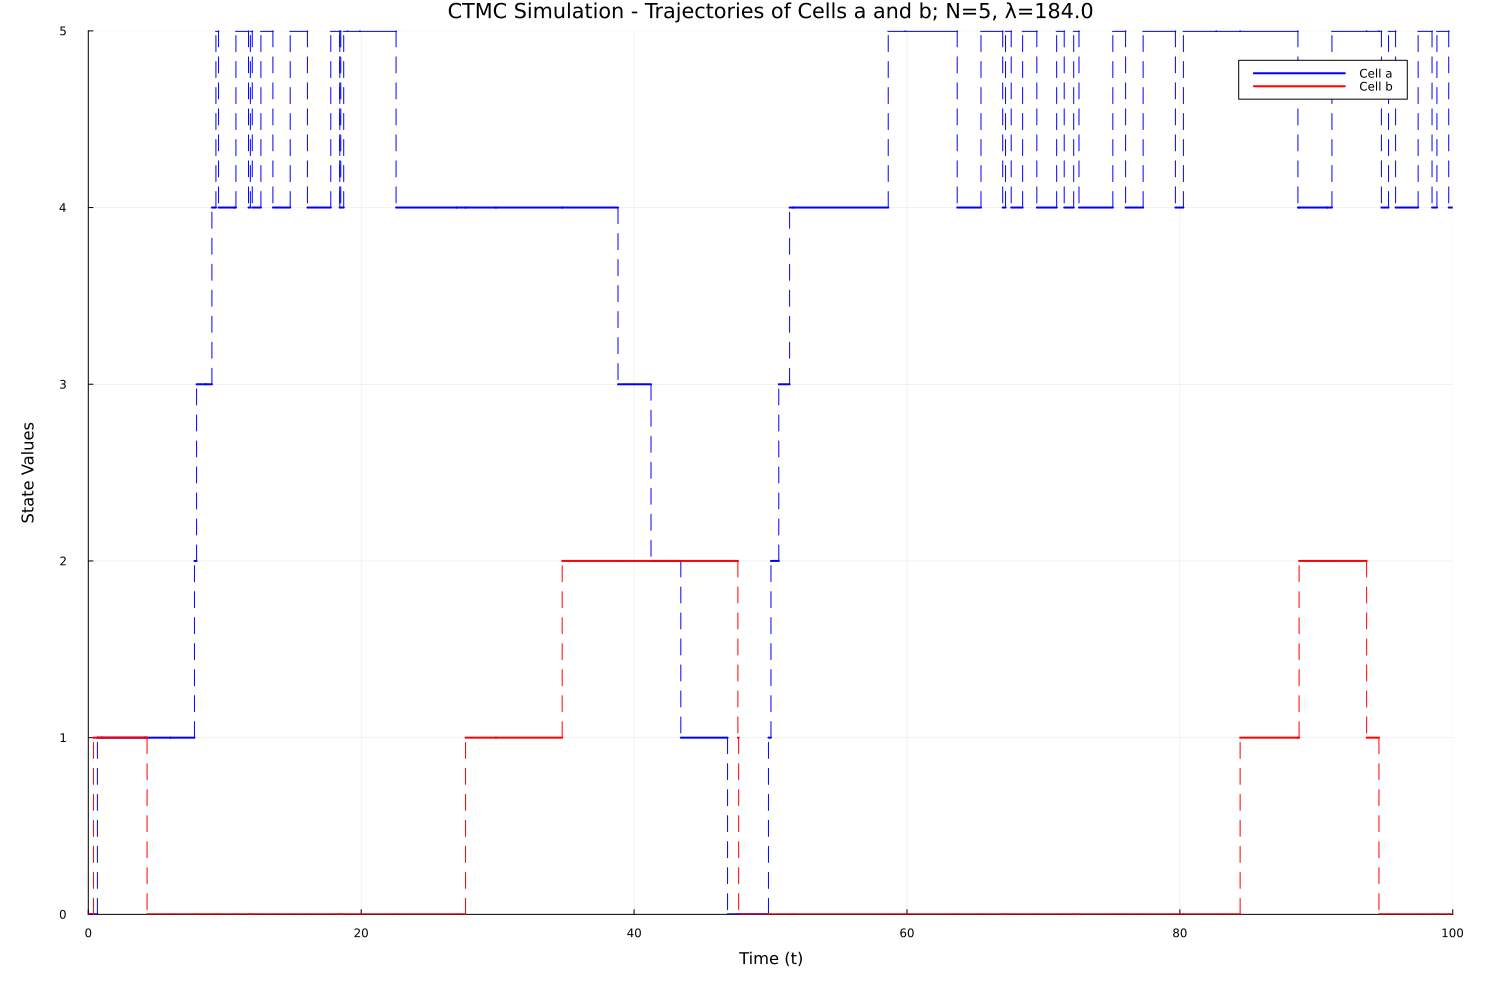 CTMC Simulation - Trajectories of Cells a and b; N=5, λ=184.0
5
Cell a
Cell b
4
3
State Values
2
1
0
0 20 40 60 80 100
Time (t)